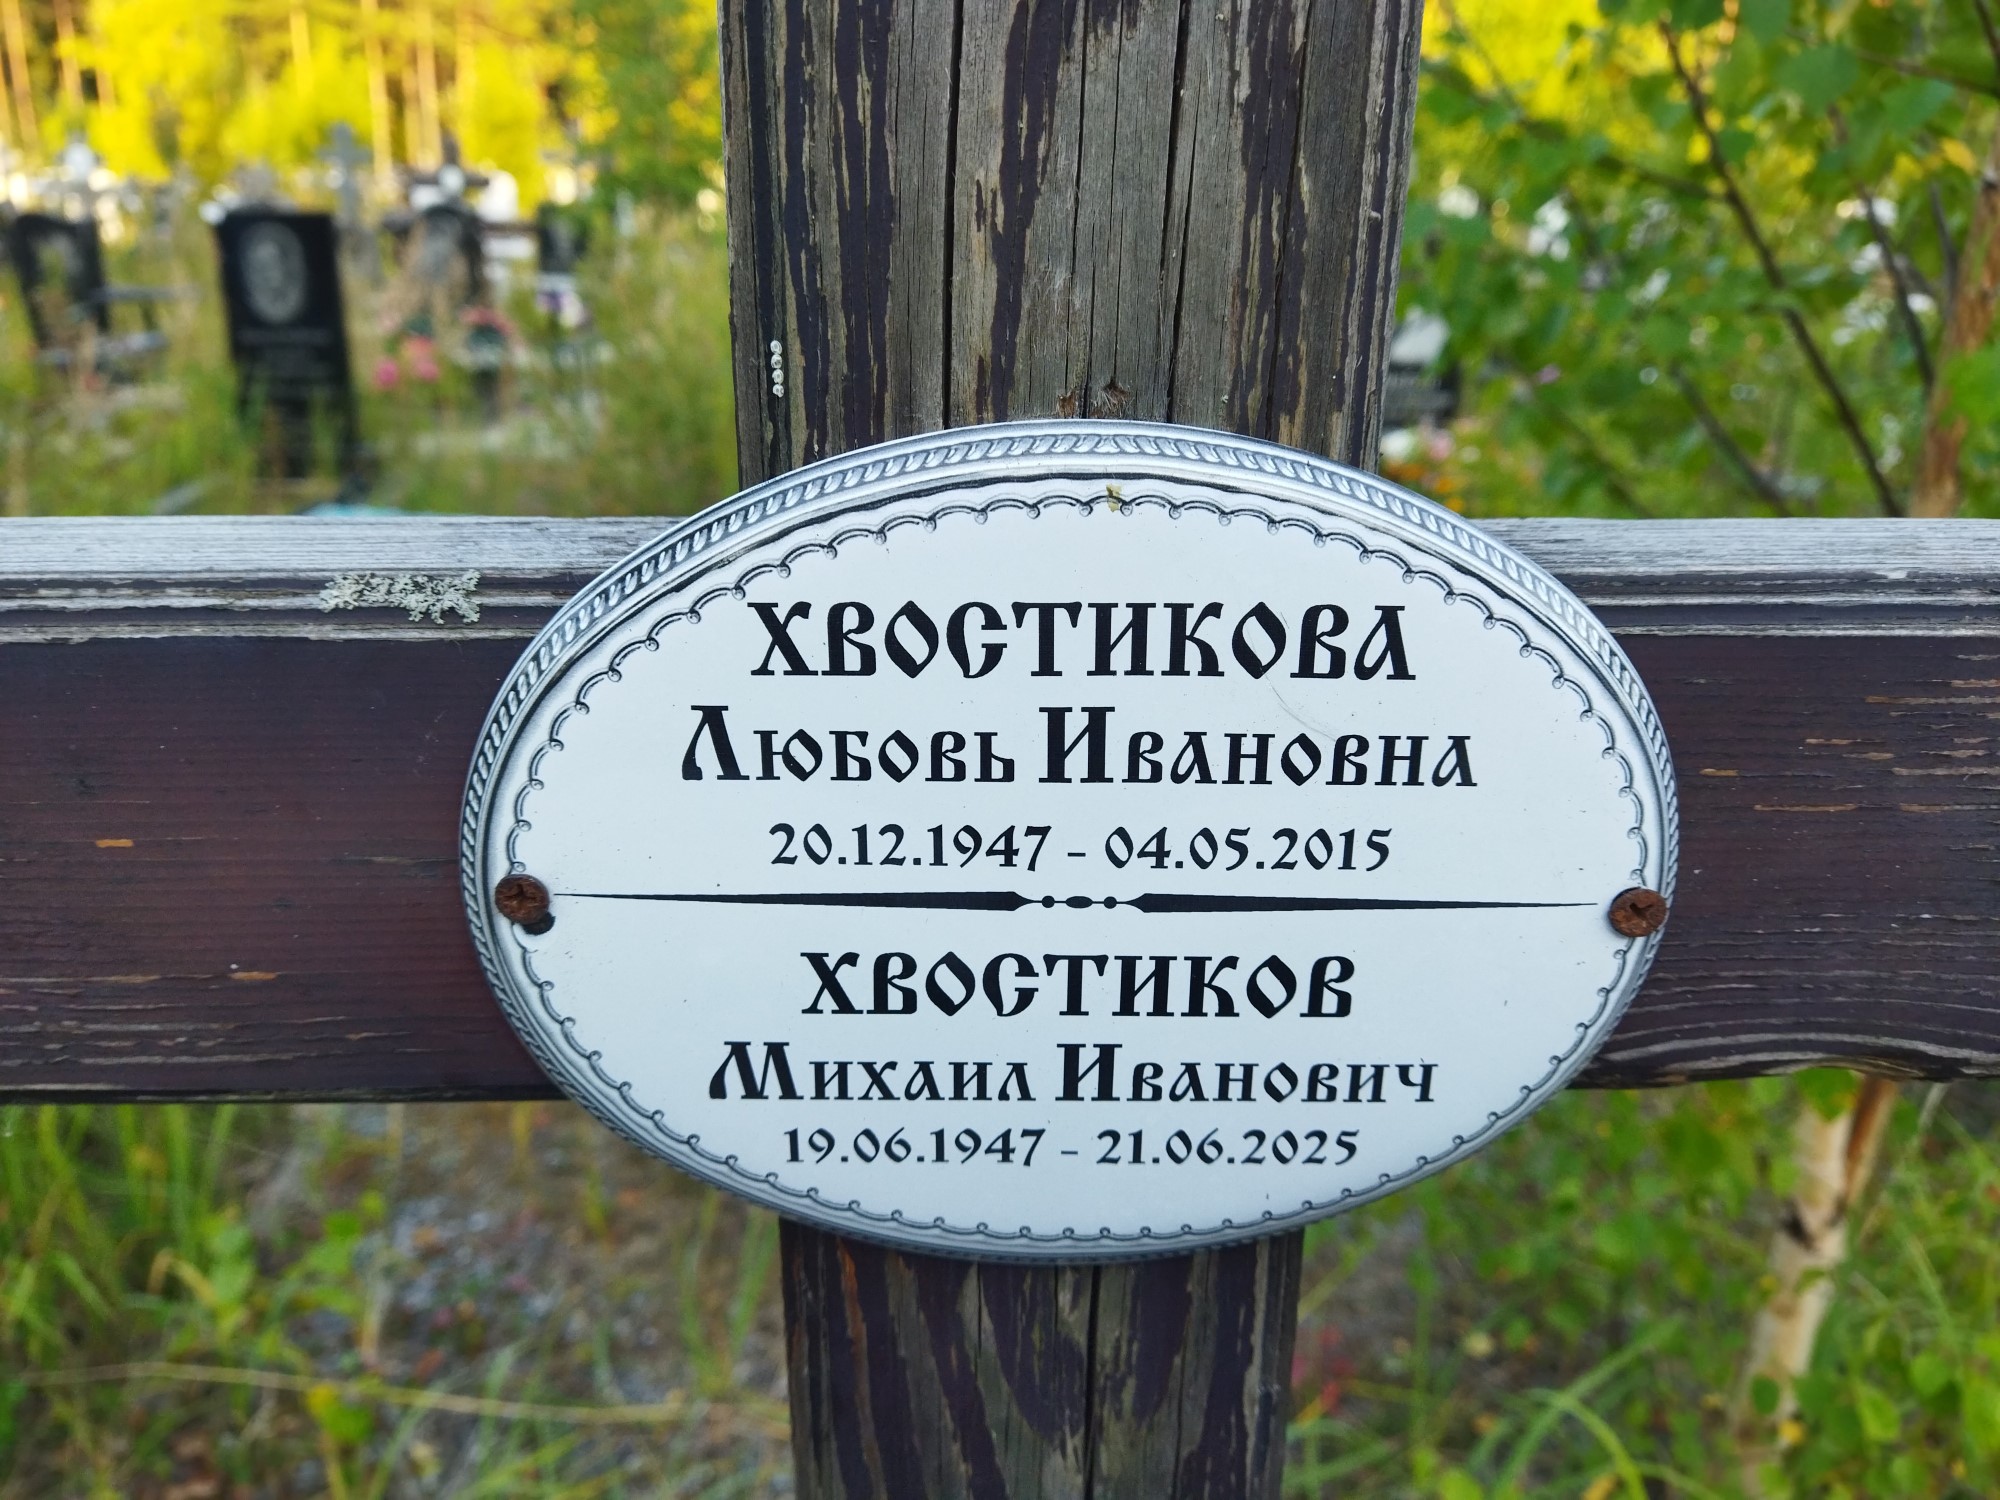 ХВОСТИКОВА
Любовь Ивановна
20.12.1947 - 04.05.2015
ХВОСТИКОВ
Михаил Иванович
19.06.1947 - 21.06.2025